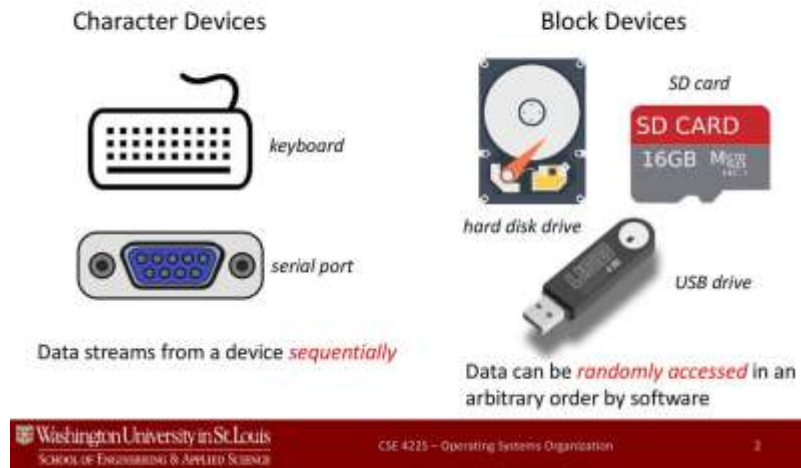 Character Devices
keyboard
serial port
Data streams from a device sequentially
Block Devices
SD card
SD CARD
16GB
hard disk drive
USB drive
Data can be randomly accessed in an
arbitrary order by software
Washington University in St. Louis
SCHOOL OF ENGINEERING & APPLIED SCIENCE
CSE 422S – Operating Systems Organization
2